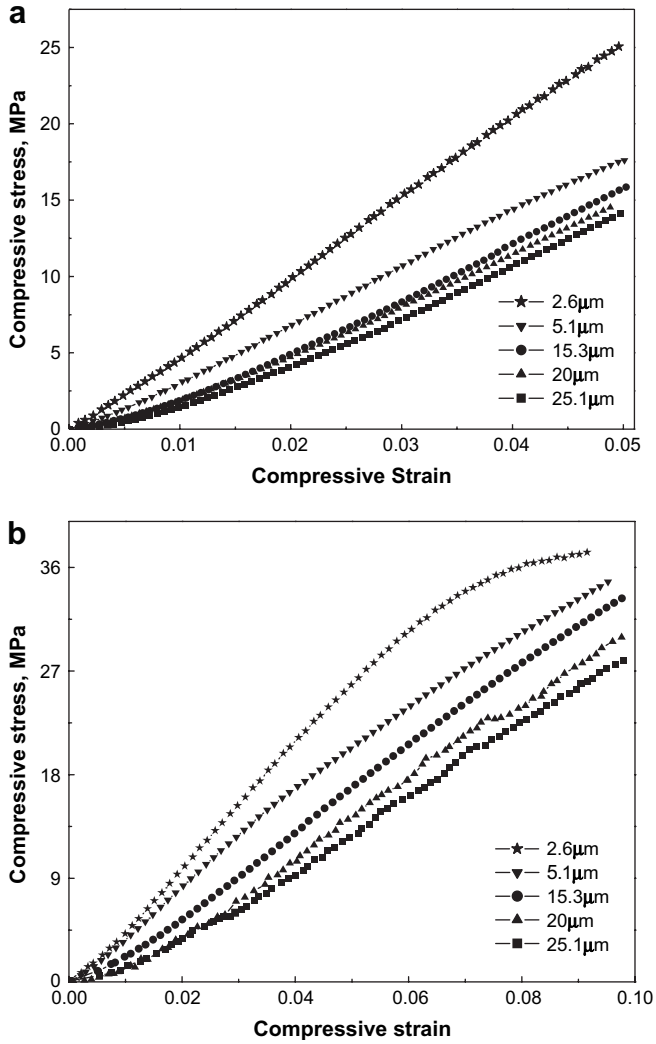 a
25
20
15
10
5
0
Compressive stress, MPa
2.6μm
5.1μm
15.3μm
20μm
25.1μm
0.00 0.01 0.02 0.03 0.04 0.05
Compressive Strain
b
36
27
18
9
0
Compressive stress, MPa
2.6μm
5.1μm
15.3μm
20μm
25.1μm
0.00 0.02 0.04 0.06 0.08 0.10
Compressive strain